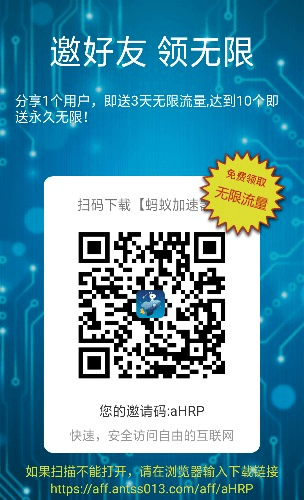 邀好友 领无限
分享1个用户，即送3天无限流量,达到10个即
送永久无限！
免费领取
无限流量
扫码下载【蚂蚁加速
您的邀请码:aHRP
快速，安全访问自由的互联网
如果扫描不能打开，请在浏览器输入下载链接
https://aff.antss013.com/aff/aHRP